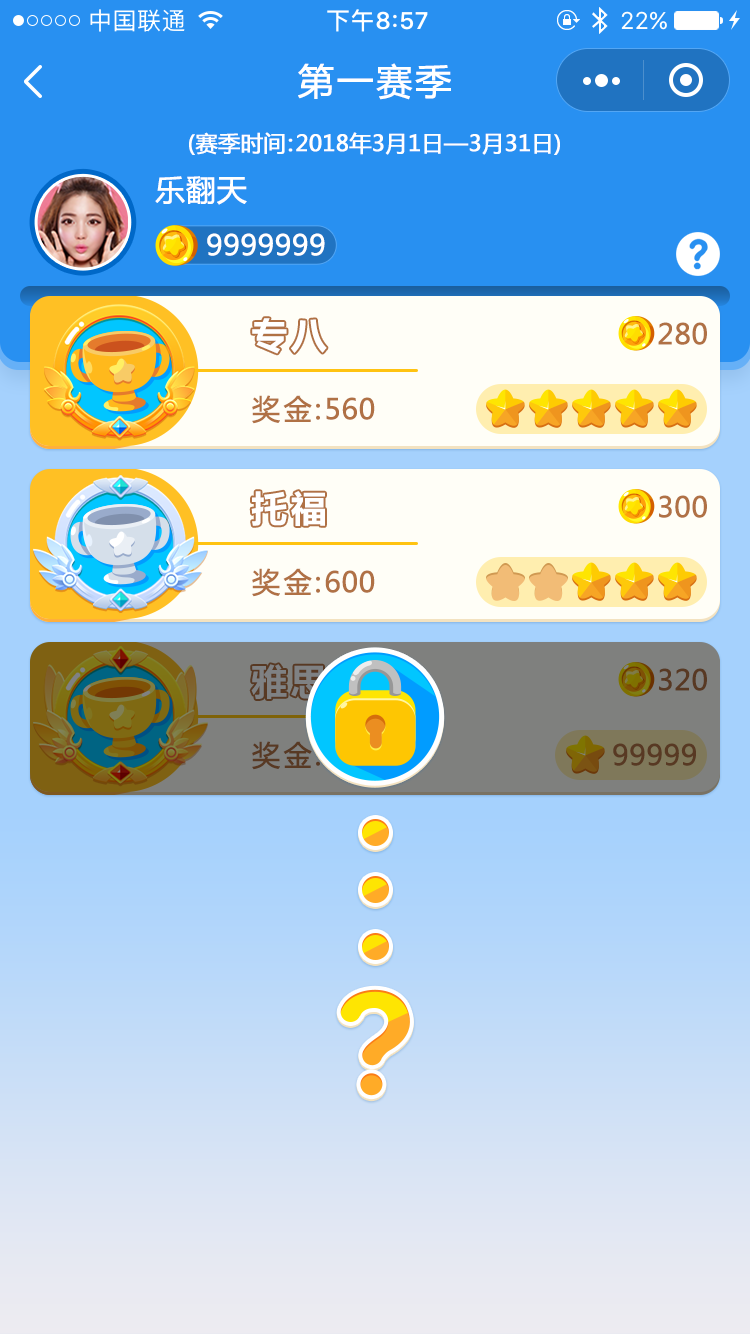 中国联通 下午8:57 22%
第一赛季
(赛季时间:2018年3月1日—3月31日)
乐翻天
9999999
?
专八 280
奖金:560
托福 300
奖金:600
雅思 320
奖金: 99999
?